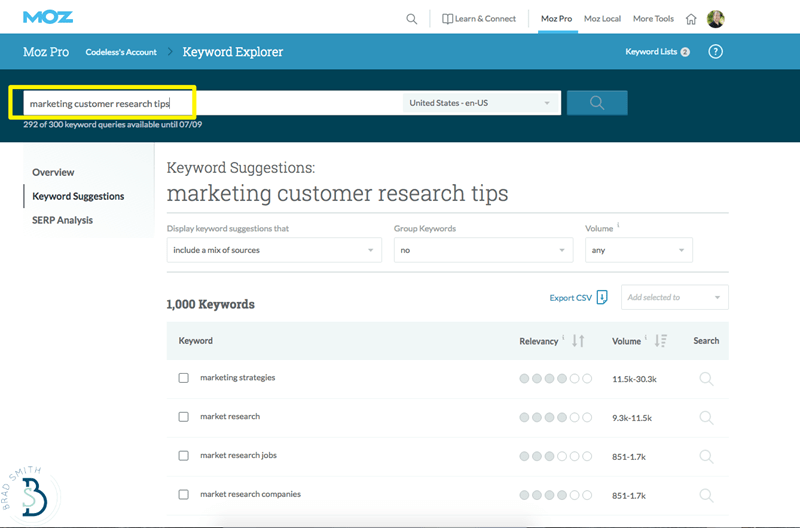 MOZ
Learn & Connect Moz Pro Moz Local More Tools
Moz Pro Codeless's Account > Keyword Explorer Keyword Lists 2 ?
marketing customer research tips United States - en-US
292 of 300 keyword queries available until 07/09
Overview
Keyword Suggestions
SERP Analysis
Keyword Suggestions:
marketing customer research tips
Display keyword suggestions that Group Keywords Volume i
include a mix of sources no any
1,000 Keywords Export CSV Add selected to
Keyword Relevancy i Volume i Search
marketing strategies 11.5k-30.3k
market research 9.3k-11.5k
market research jobs 851-1.7k
market research companies 851-1.7k
BRAD SMITH
B S